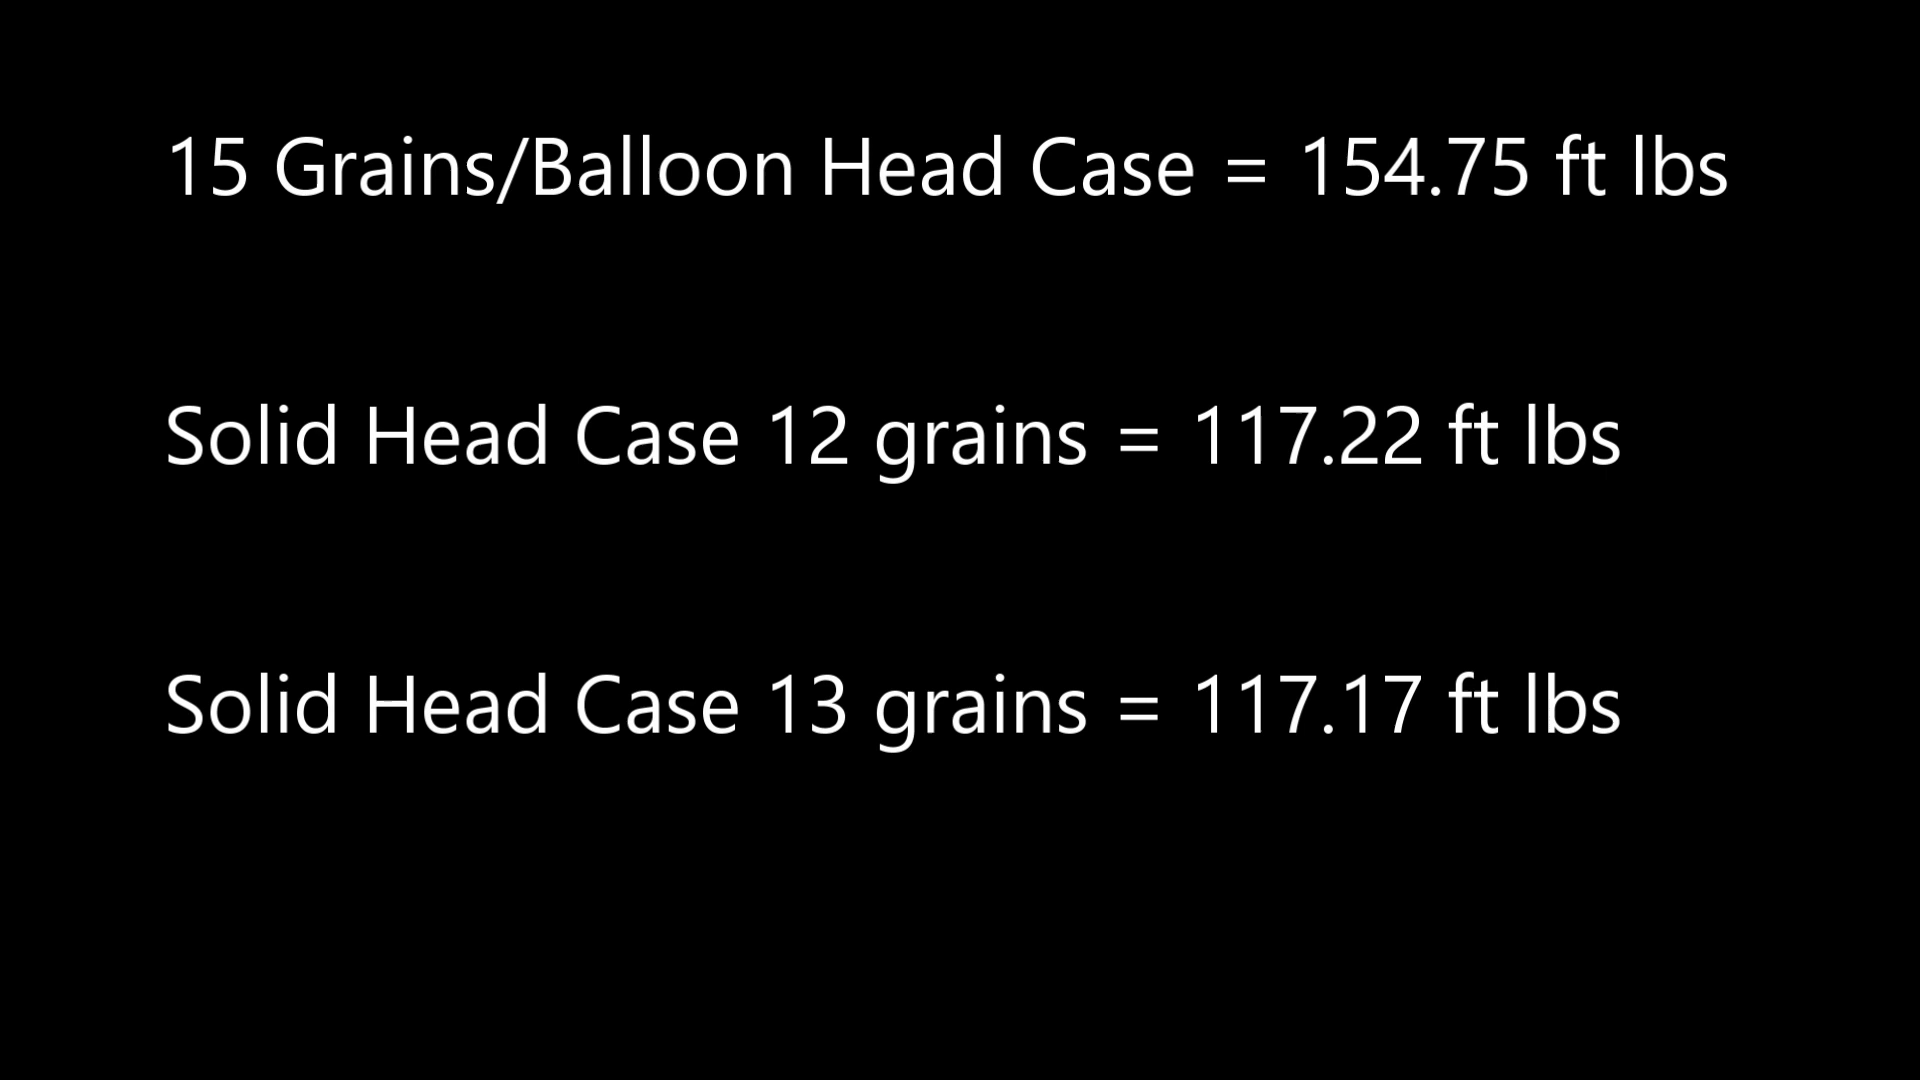 15 Grains/Balloon Head Case = 154.75 ft lbs
Solid Head Case 12 grains = 117.22 ft lbs
Solid Head Case 13 grains = 117.17 ft lbs